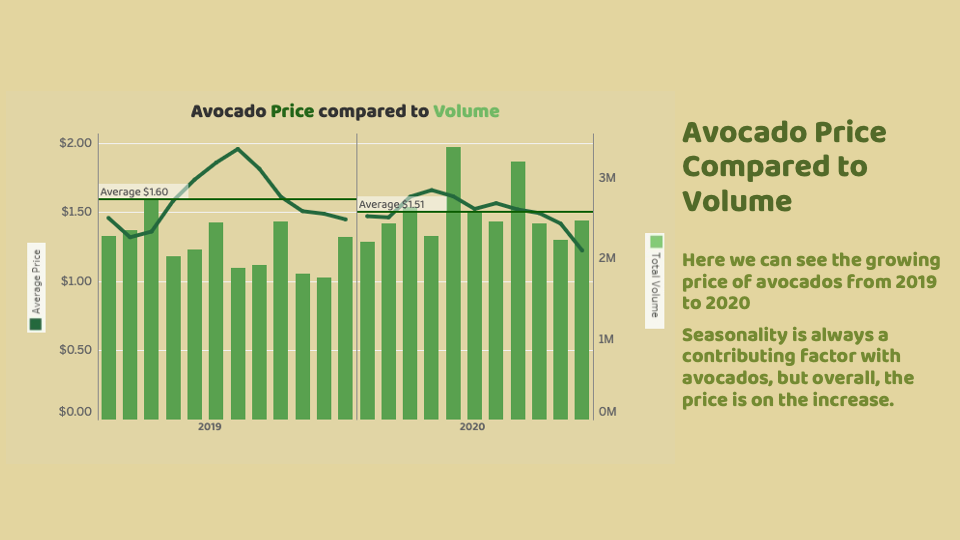 Avocado Price compared to Volume
$2.00
$1.50
$1.00
$0.50
$0.00
Average Price
Average $1.60
Average $1.51
2019
2020
3M
2M
1M
0M
Total Volume
Avocado Price
Compared to
Volume
Here we can see the growing
price of avocados from 2019
to 2020
Seasonality is always a
contributing factor with
avocados, but overall, the
price is on the increase.